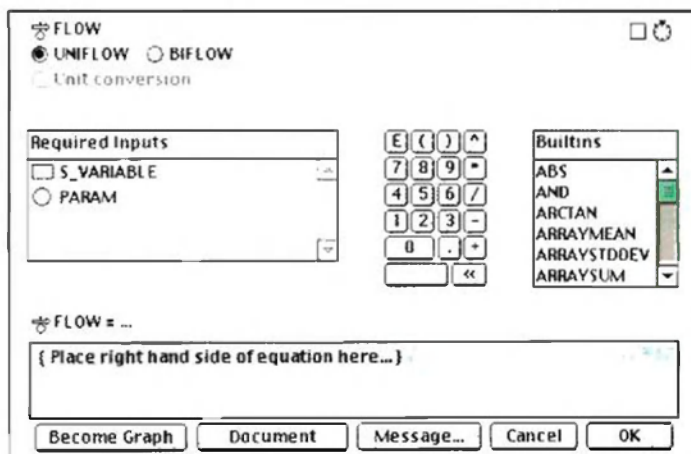 FLOW
UNIFLOW BIFLOW
Unit conversion
Required Inputs
S_VARIABLE
PARAM
E ( ) ^
7 8 9 *
4 5 6 /
1 2 3 -
0 . +
«
Builtins
ABS
AND
ARCTAN
ARRAYMEAN
ARRAYSTDDEV
ARRAYSUM
FLOW = ...
{ Place right hand side of equation here... }
Become Graph Document Message... Cancel OK